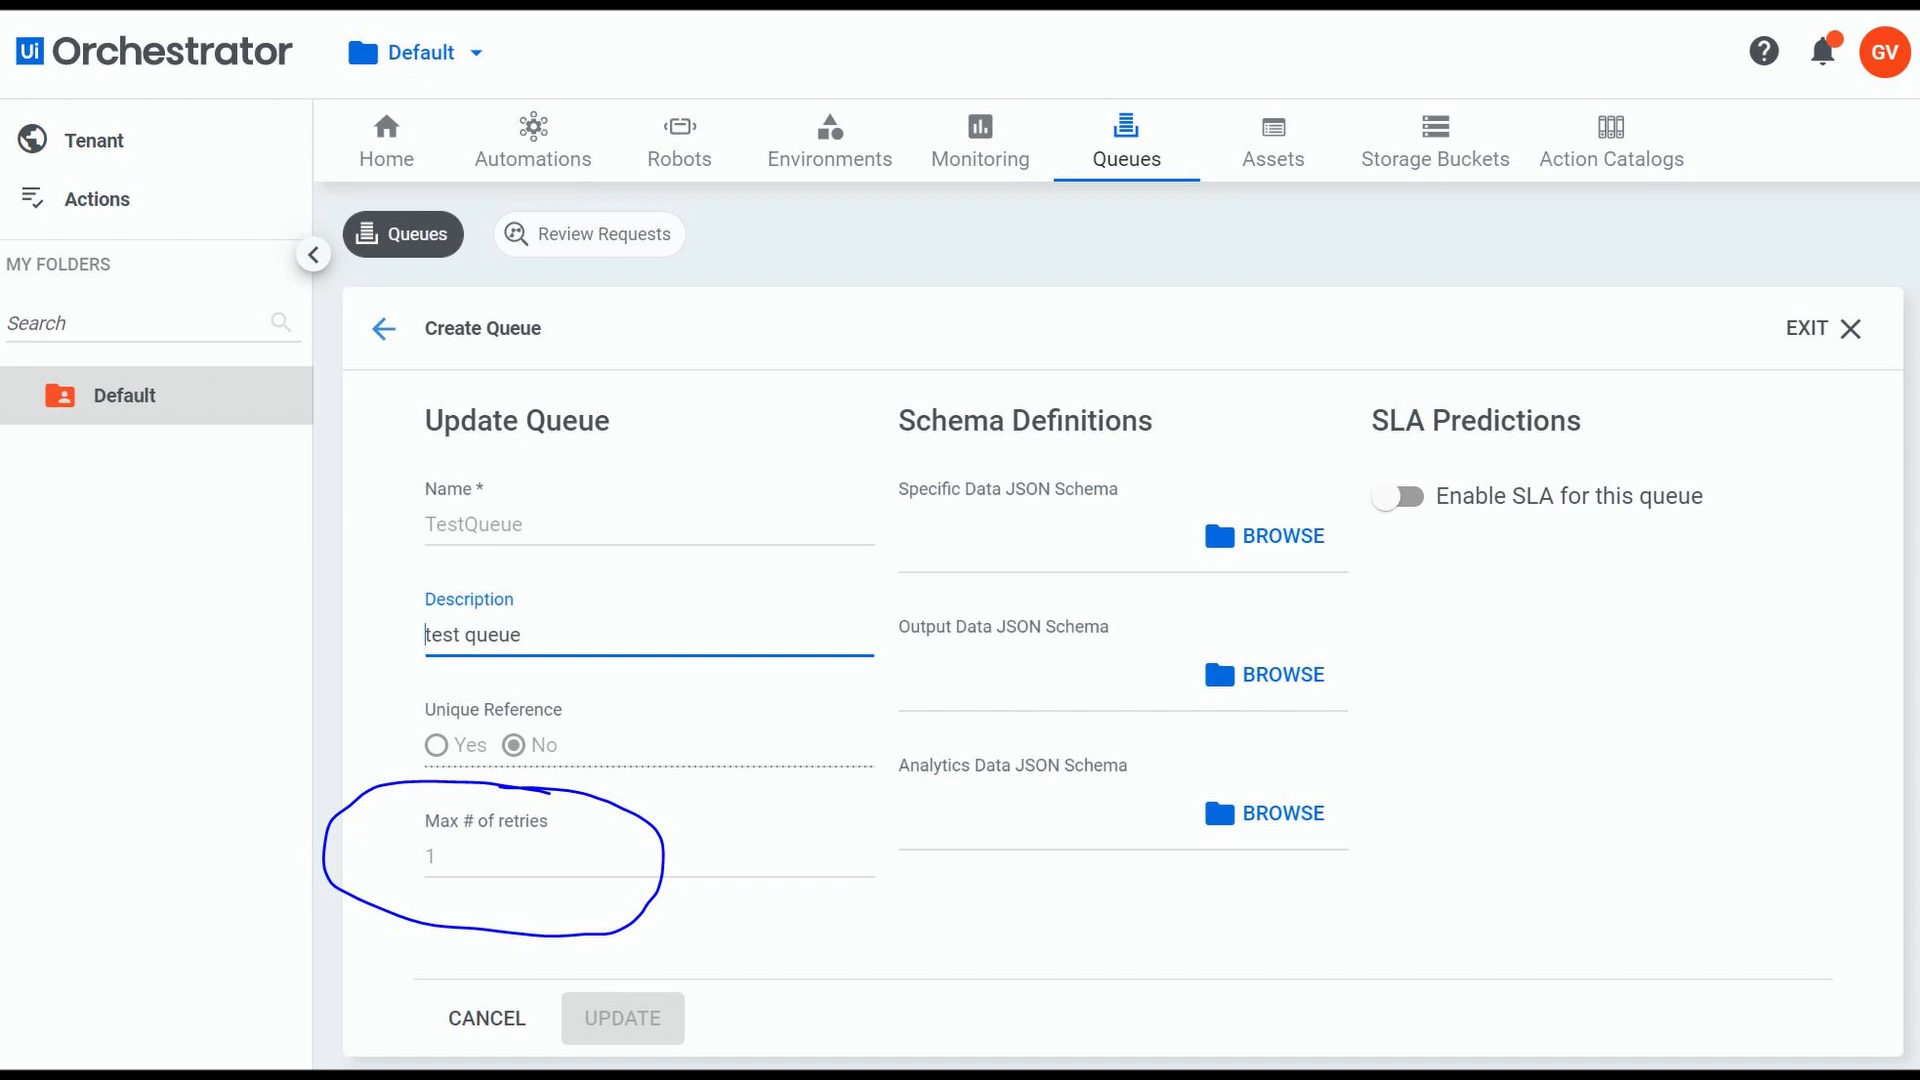 Ui Orchestrator
Default
GV
Tenant
Actions
MY FOLDERS
Search
Default
Home
Automations
Robots
Environments
Monitoring
Queues
Assets
Storage Buckets
Action Catalogs
Queues
Review Requests
Create Queue
EXIT
Update Queue
Name *
TestQueue
Description
test queue
Unique Reference
Yes No
Max # of retries
1
Schema Definitions
Specific Data JSON Schema
BROWSE
Output Data JSON Schema
BROWSE
Analytics Data JSON Schema
BROWSE
SLA Predictions
Enable SLA for this queue
CANCEL
UPDATE